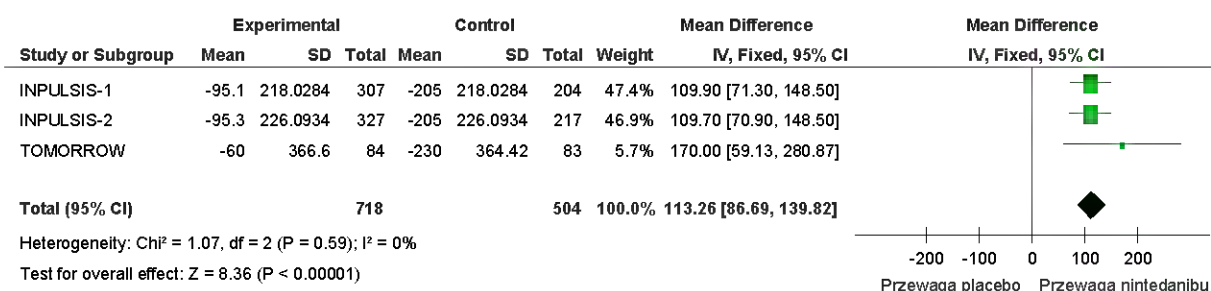 Experimental Control Mean Difference Mean Difference
Study or Subgroup Mean SD Total Mean SD Total Weight IV, Fixed, 95% CI IV, Fixed, 95% CI
INPULSIS-1 -95.1 218.0284 307 -205 218.0284 204 47.4% 109.90 [71.30, 148.50]
INPULSIS-2 -95.3 226.0934 327 -205 226.0934 217 46.9% 109.70 [70.90, 148.50]
TOMORROW -60 366.6 84 -230 364.42 83 5.7% 170.00 [59.13, 280.87]
Total (95% CI) 718 504 100.0% 113.26 [86.69, 139.82]
Heterogeneity: Chi² = 1.07, df = 2 (P = 0.59); I² = 0%
Test for overall effect: Z = 8.36 (P < 0.00001)
-200 -100 0 100 200
Przewaga placebo Przewaga nintedanibu